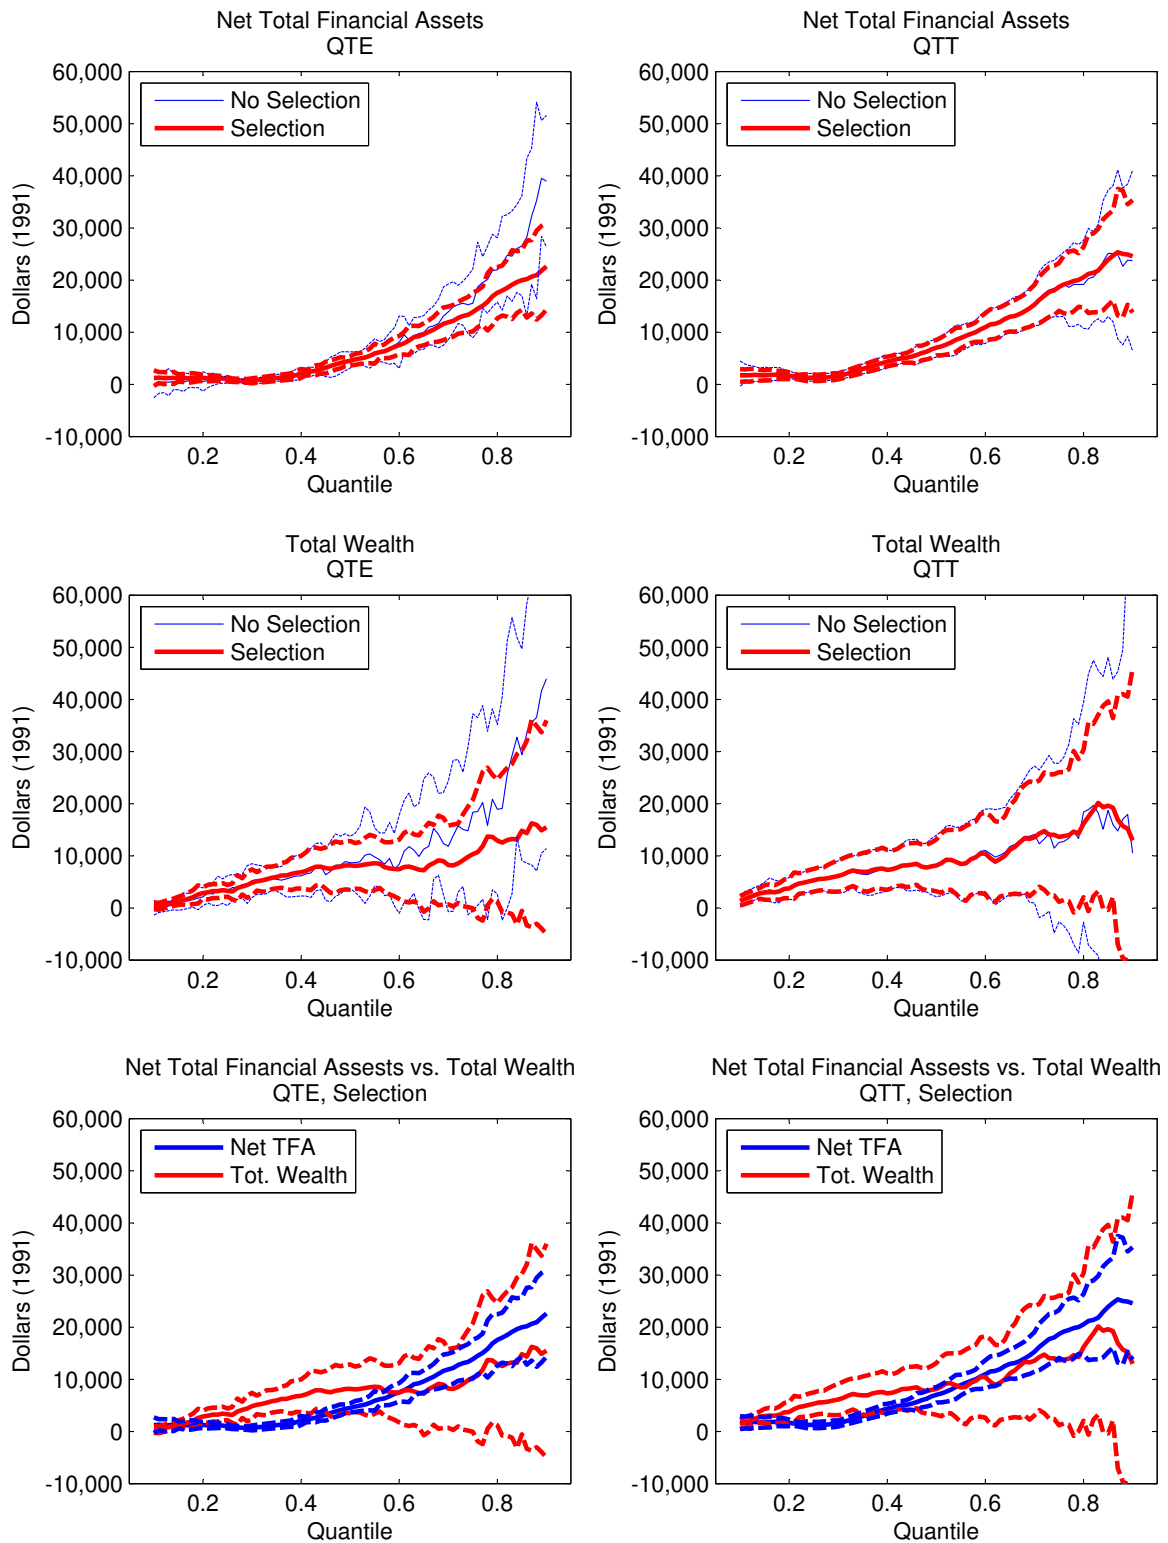 Net Total Financial Assets
QTE
60,000
50,000
40,000
30,000
20,000
10,000
0
-10,000
No Selection
Selection
Dollars (1991)
0.2 0.4 0.6 0.8
Quantile
Net Total Financial Assets
QTT
60,000
50,000
40,000
30,000
20,000
10,000
0
-10,000
No Selection
Selection
Dollars (1991)
0.2 0.4 0.6 0.8
Quantile
Total Wealth
QTE
60,000
50,000
40,000
30,000
20,000
10,000
0
-10,000
No Selection
Selection
Dollars (1991)
0.2 0.4 0.6 0.8
Quantile
Total Wealth
QTT
60,000
50,000
40,000
30,000
20,000
10,000
0
-10,000
No Selection
Selection
Dollars (1991)
0.2 0.4 0.6 0.8
Quantile
Net Total Financial Assests vs. Total Wealth
QTE, Selection
60,000
50,000
40,000
30,000
20,000
10,000
0
-10,000
Net TFA
Tot. Wealth
Dollars (1991)
0.2 0.4 0.6 0.8
Quantile
Net Total Financial Assests vs. Total Wealth
QTT, Selection
60,000
50,000
40,000
30,000
20,000
10,000
0
-10,000
Net TFA
Tot. Wealth
Dollars (1991)
0.2 0.4 0.6 0.8
Quantile